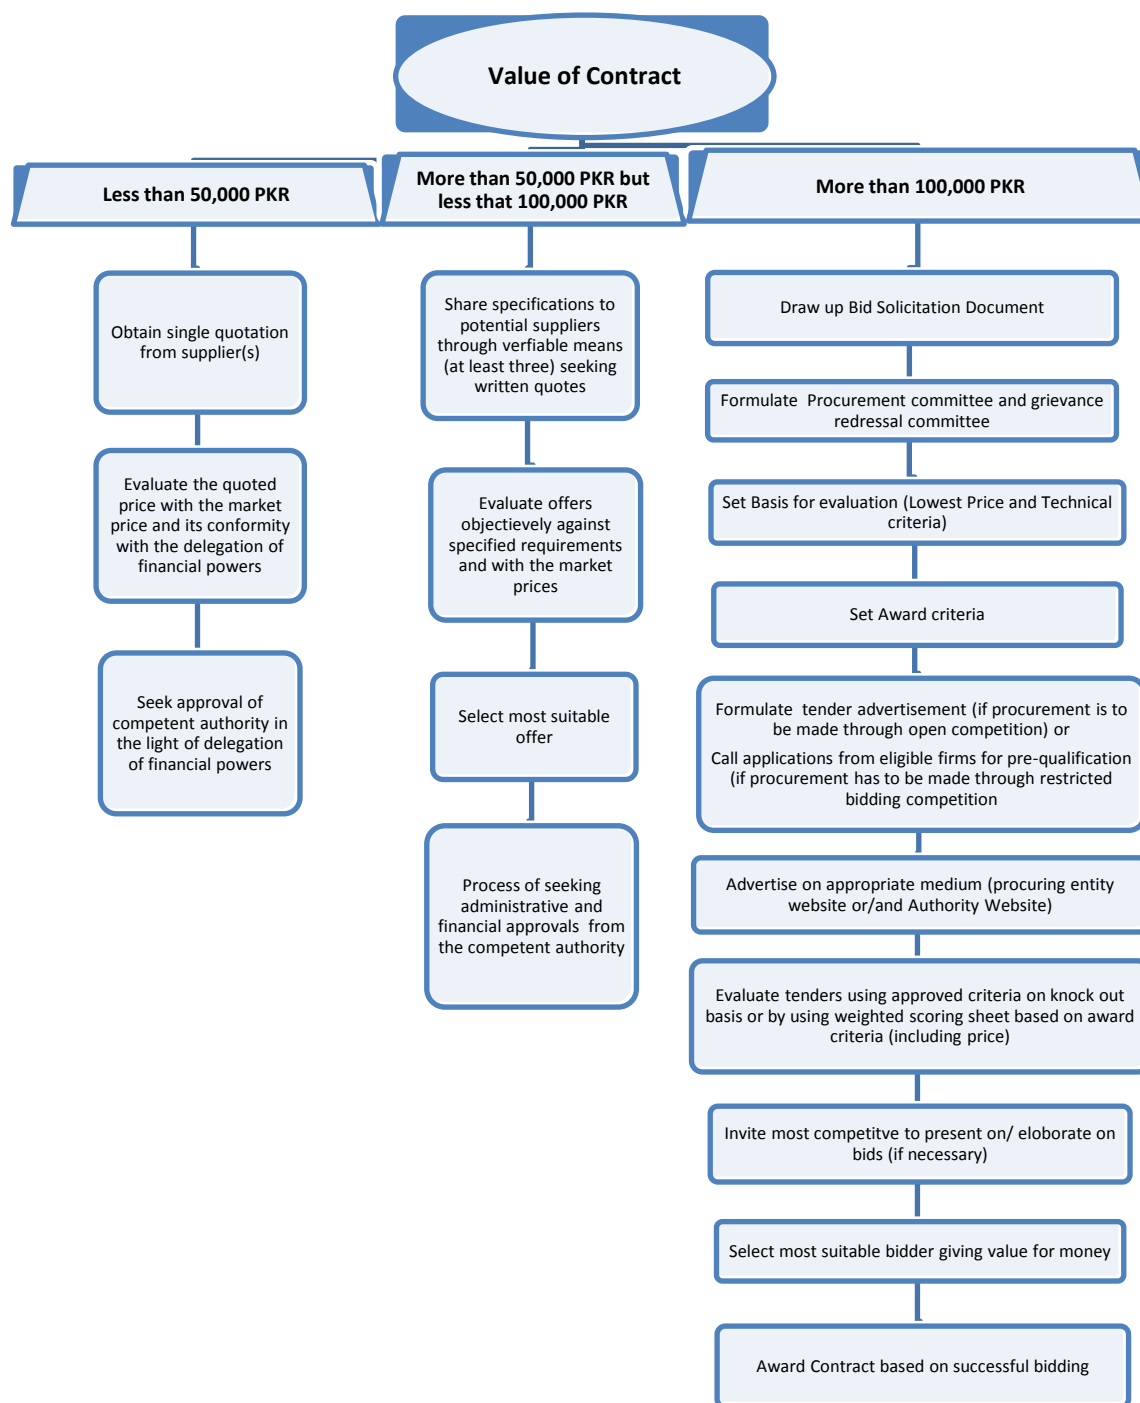 Value of Contract
Less than 50,000 PKR
More than 50,000 PKR but
less that 100,000 PKR
More than 100,000 PKR
Obtain single quotation
from supplier(s)
Evaluate the quoted
price with the market
price and its conformity
with the delegation of
financial powers
Seek approval of
competent authority in
the light of delegation
of financial powers
Share specifications to
potential suppliers
through verfiable means
(at least three) seeking
written quotes
Evaluate offers
objectievely against
specified requirements
and with the market
prices
Select most suitable
offer
Process of seeking
administrative and
financial approvals from
the competent authority
Draw up Bid Solicitation Document
Formulate Procurement committee and grievance
redressal committee
Set Basis for evaluation (Lowest Price and Technical
criteria)
Set Award criteria
Formulate tender advertisement (if procurement is to
be made through open competition) or
Call applications from eligible firms for pre-qualification
(if procurement has to be made through restricted
bidding competition
Advertise on appropriate medium (procuring entity
website or/and Authority Website)
Evaluate tenders using approved criteria on knock out
basis or by using weighted scoring sheet based on award
criteria (including price)
Invite most competitve to present on/ eloborate on
bids (if necessary)
Select most suitable bidder giving value for money
Award Contract based on successful bidding